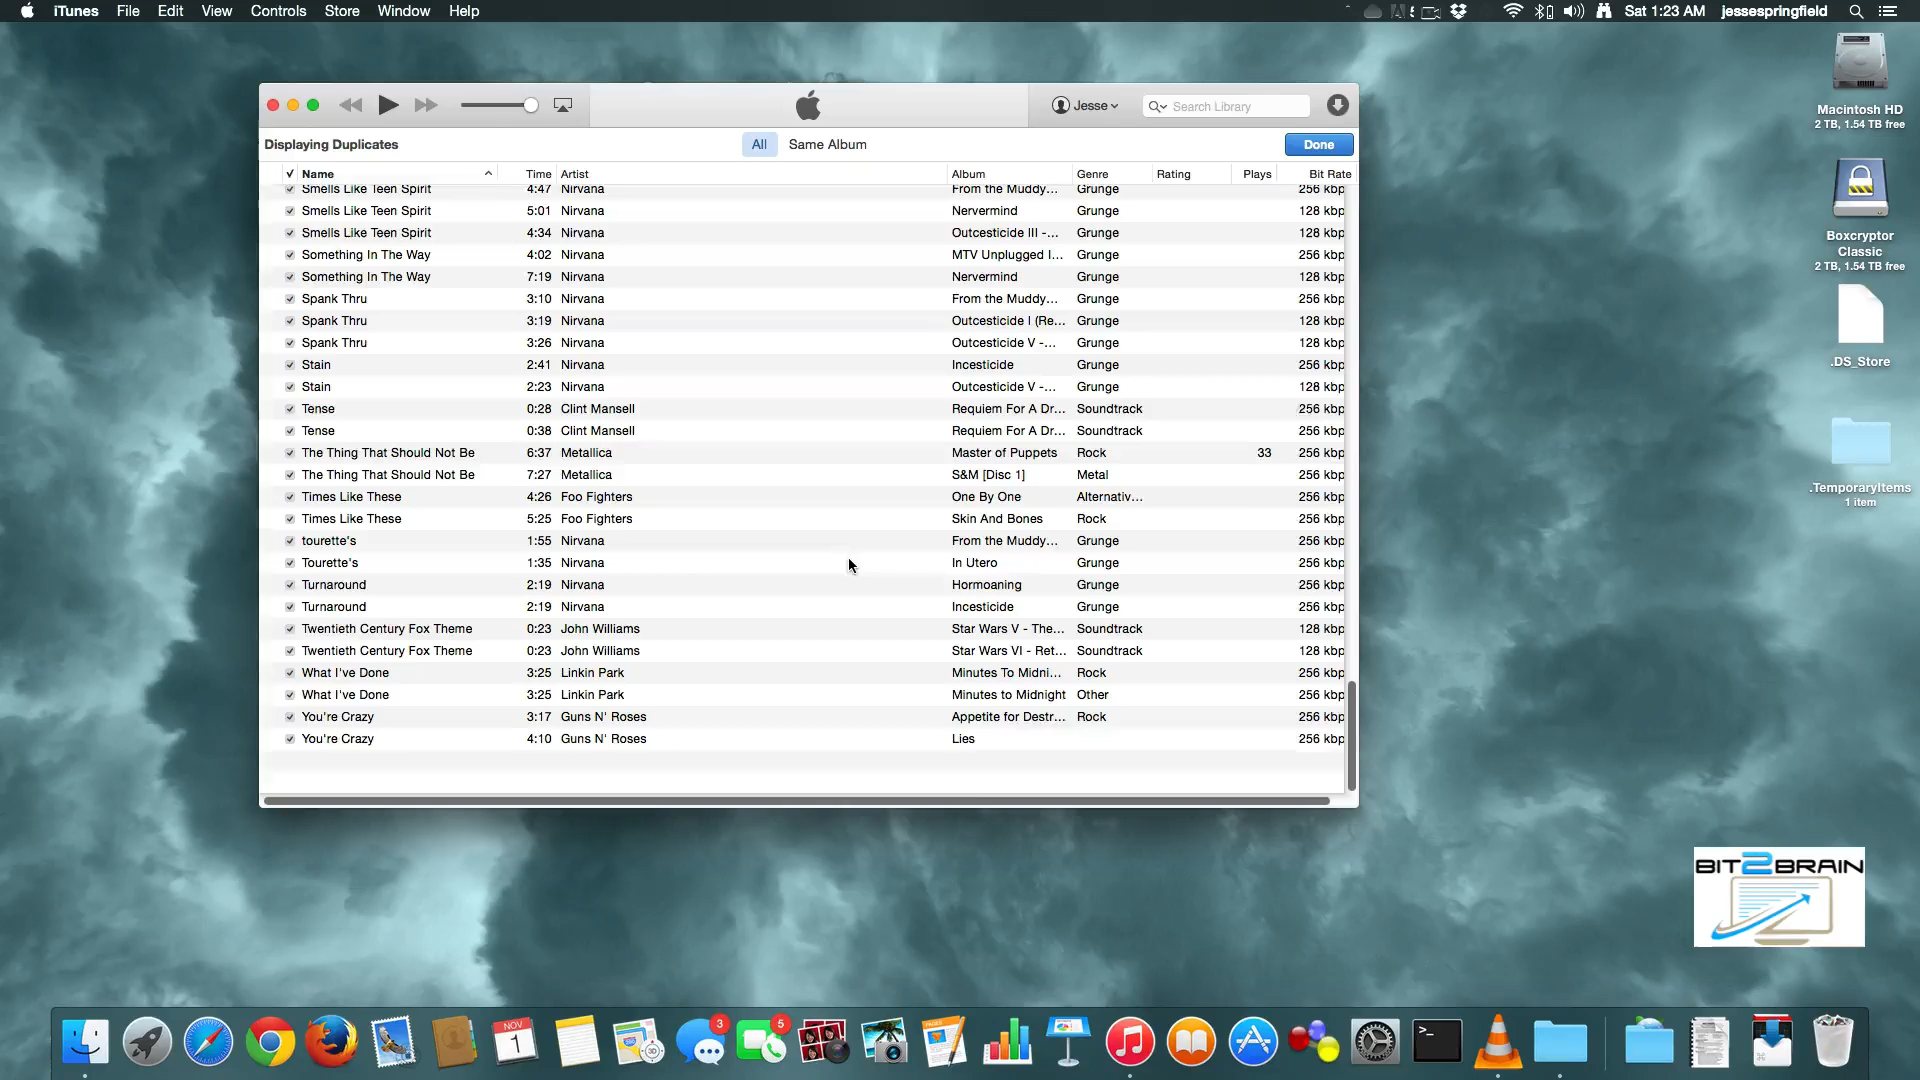 iTunes File Edit View Controls Store Window Help
Sat 1:23 AM jessespringfield
Macintosh HD
2 TB, 1.54 TB free
Boxcryptor
Classic
2 TB, 1.54 TB free
.DS_Store
.TemporaryItems
1 item
Jesse Search Library
Displaying Duplicates All Same Album Done
✓ Name Time Artist Album Genre Rating Plays Bit Rate
Smells Like Teen Spirit 4:47 Nirvana From the Muddy... Grunge 256 kbp
Smells Like Teen Spirit 5:01 Nirvana Nevermind Grunge 128 kbp
Smells Like Teen Spirit 4:34 Nirvana Outcesticide III -... Grunge 128 kbp
Something In The Way 4:02 Nirvana MTV Unplugged I... Grunge 256 kbp
Something In The Way 7:19 Nirvana Nevermind Grunge 128 kbp
Spank Thru 3:10 Nirvana From the Muddy... Grunge 256 kbp
Spank Thru 3:19 Nirvana Outcesticide I (Re... Grunge 128 kbp
Spank Thru 3:26 Nirvana Outcesticide V -... Grunge 128 kbp
Stain 2:41 Nirvana Incesticide Grunge 256 kbp
Stain 2:23 Nirvana Outcesticide V -... Grunge 128 kbp
Tense 0:28 Clint Mansell Requiem For A Dr... Soundtrack 256 kbp
Tense 0:38 Clint Mansell Requiem For A Dr... Soundtrack 256 kbp
The Thing That Should Not Be 6:37 Metallica Master of Puppets Rock 33 256 kbp
The Thing That Should Not Be 7:27 Metallica S&M [Disc 1] Metal 256 kbp
Times Like These 4:26 Foo Fighters One By One Alternativ... 256 kbp
Times Like These 5:25 Foo Fighters Skin And Bones Rock 256 kbp
tourette's 1:55 Nirvana From the Muddy... Grunge 256 kbp
Tourette's 1:35 Nirvana In Utero Grunge 256 kbp
Turnaround 2:19 Nirvana Hormoaning Grunge 256 kbp
Turnaround 2:19 Nirvana Incesticide Grunge 256 kbp
Twentieth Century Fox Theme 0:23 John Williams Star Wars V - The... Soundtrack 128 kbp
Twentieth Century Fox Theme 0:23 John Williams Star Wars VI - Ret... Soundtrack 128 kbp
What I've Done 3:25 Linkin Park Minutes To Midni... Rock 256 kbp
What I've Done 3:25 Linkin Park Minutes to Midnight Other 256 kbp
You're Crazy 3:17 Guns N' Roses Appetite for Destr... Rock 256 kbp
You're Crazy 4:10 Guns N' Roses Lies 256 kbp
BIT2BRAIN
NOV
1
3
5
PAGES